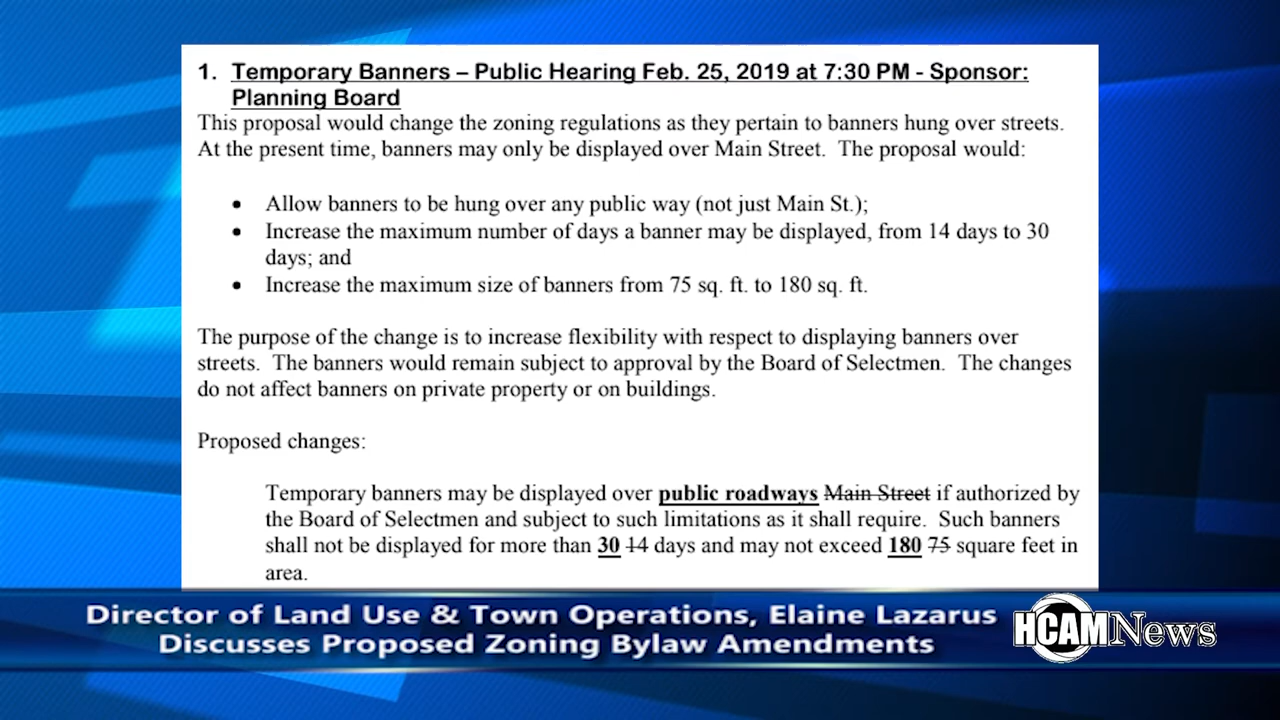 1. Temporary Banners – Public Hearing Feb. 25, 2019 at 7:30 PM - Sponsor:
Planning Board
This proposal would change the zoning regulations as they pertain to banners hung over streets.
At the present time, banners may only be displayed over Main Street. The proposal would:
• Allow banners to be hung over any public way (not just Main St.);
• Increase the maximum number of days a banner may be displayed, from 14 days to 30
days; and
• Increase the maximum size of banners from 75 sq. ft. to 180 sq. ft.
The purpose of the change is to increase flexibility with respect to displaying banners over
streets. The banners would remain subject to approval by the Board of Selectmen. The changes
do not affect banners on private property or on buildings.
Proposed changes:
Temporary banners may be displayed over public roadways Main Street if authorized by
the Board of Selectmen and subject to such limitations as it shall require. Such banners
shall not be displayed for more than 30 14 days and may not exceed 180 75 square feet in
area.
Director of Land Use & Town Operations, Elaine Lazarus
Discusses Proposed Zoning Bylaw Amendments
HCAM News